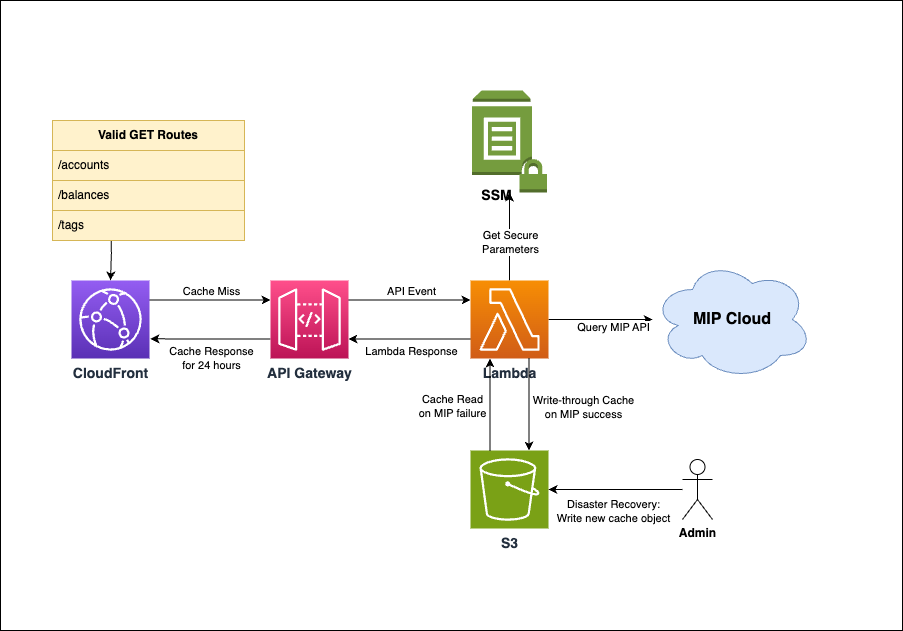 SSM
Valid GET Routes
/accounts
/balances
/tags
Get Secure
Parameters
Cache Miss
API Event
Query MIP API
MIP Cloud
Cache Response
for 24 hours
Lambda Response
CloudFront
API Gateway
Lambda
Cache Read
on MIP failure
Write-through Cache
on MIP success
Disaster Recovery:
Write new cache object
Admin
S3